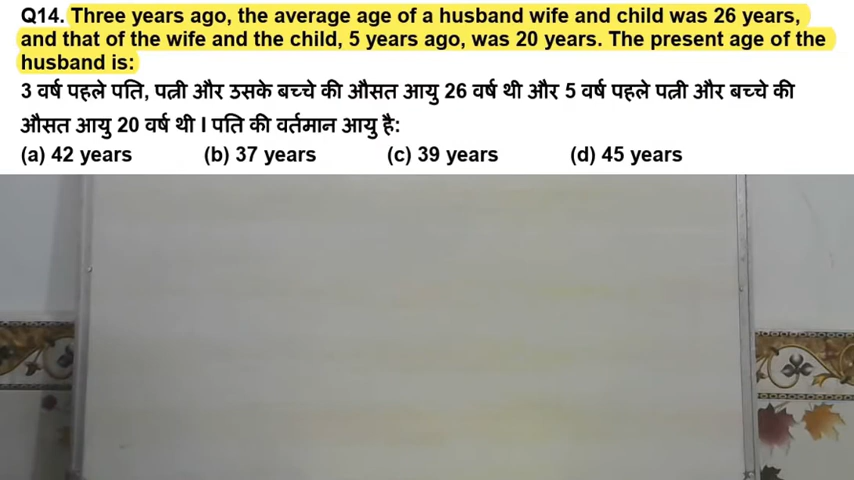 Q14. Three years ago, the average age of a husband wife and child was 26 years,
and that of the wife and the child, 5 years ago, was 20 years. The present age of the
husband is:
3 वर्ष पहले पति, पत्नी और उसके बच्चे की औसत आयु 26 वर्ष थी और 5 वर्ष पहले पत्नी और बच्चे की
औसत आयु 20 वर्ष थी l पति की वर्तमान आयु है:
(a) 42 years (b) 37 years (c) 39 years (d) 45 years